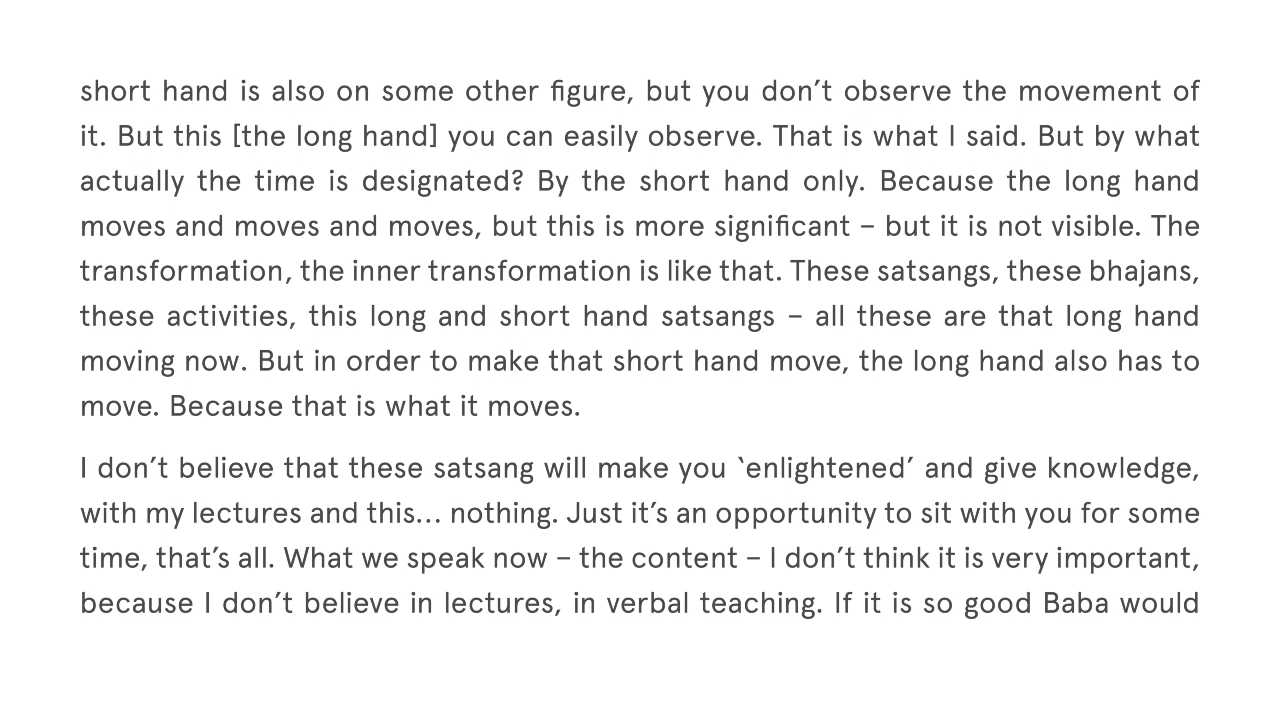 short hand is also on some other figure, but you don’t observe the movement of
it. But this [the long hand] you can easily observe. That is what I said. But by what
actually the time is designated? By the short hand only. Because the long hand
moves and moves and moves, but this is more significant – but it is not visible. The
transformation, the inner transformation is like that. These satsangs, these bhajans,
these activities, this long and short hand satsangs – all these are that long hand
moving now. But in order to make that short hand move, the long hand also has to
move. Because that is what it moves.
I don’t believe that these satsang will make you ‵enlightened′ and give knowledge,
with my lectures and this... nothing. Just it’s an opportunity to sit with you for some
time, that’s all. What we speak now – the content – I don’t think it is very important,
because I don’t believe in lectures, in verbal teaching. If it is so good Baba would